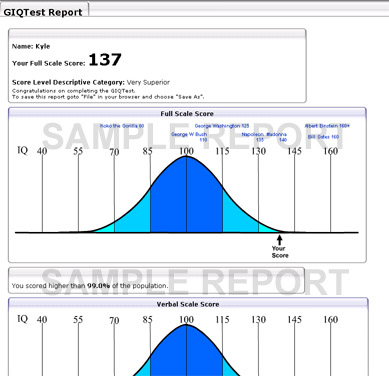 GIQTest Report
Name: Kyle
Your Full Scale Score: 137
Score Level Descriptive Category: Very Superior
Congratulations on completing the GIQTest.
To save this report goto "File" in your browser and choose "Save As".
Full Scale Score
SAMPLE REPORT
Koko the Gorilla 80
George Washington 125
Albert Einstein 160+
George W Bush 110
Napoleon 135
Madonna 140
Bill Gates 160
IQ 40 55 70 85 100 115 130 145 160
Your Score
You scored higher than 99.0% of the population.
SAMPLE REPORT
Verbal Scale Score
IQ 40 55 70 85 100 115 130 145 160